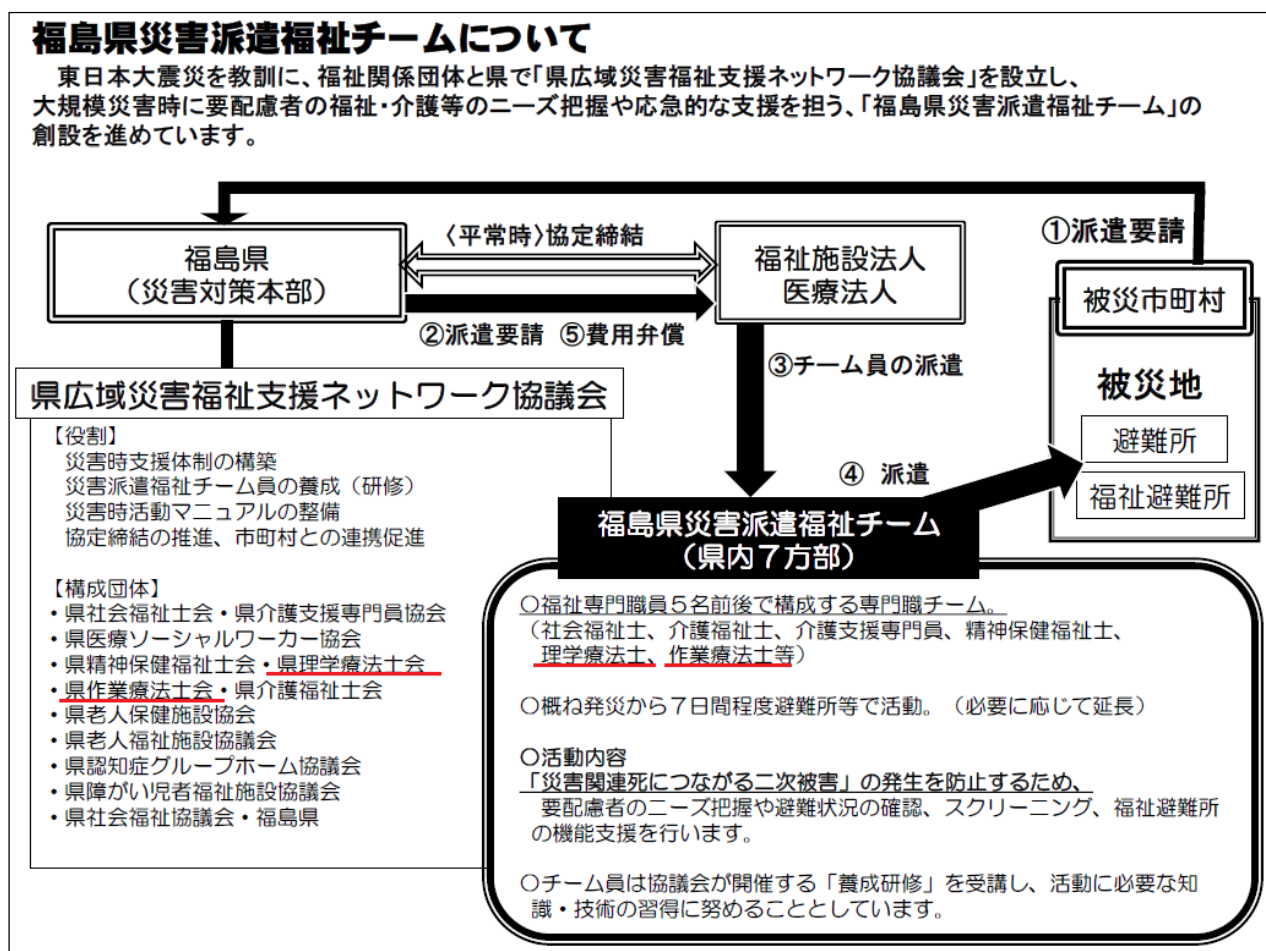 福島県災害派遣福祉チームについて
東日本大震災を教訓に、福祉関係団体と県で「県広域災害福祉支援ネットワーク協議会」を設立し、
大規模災害時に要配慮者の福祉・介護等のニーズ把握や応急的な支援を担う、「福島県災害派遣福祉チーム」の
創設を進めています。
福島県
（災害対策本部）
〈平常時〉協定締結
②派遣要請 ⑤費用弁償
福祉施設法人
医療法人
①派遣要請
被災市町村
被災地
避難所
福祉避難所
③チーム員の派遣
④ 派遣
県広域災害福祉支援ネットワーク協議会
【役割】
災害時支援体制の構築
災害派遣福祉チーム員の養成（研修）
災害時活動マニュアルの整備
協定締結の推進、市町村との連携促進
【構成団体】
・県社会福祉士会・県介護支援専門員協会
・県医療ソーシャルワーカー協会
・県精神保健福祉士会・県理学療法士会
・県作業療法士会・県介護福祉士会
・県老人保健施設協会
・県老人福祉施設協議会
・県認知症グループホーム協議会
・県障がい児者福祉施設協議会
・県社会福祉協議会・福島県
福島県災害派遣福祉チーム
（県内７方部）
○福祉専門職員５名前後で構成する専門職チーム。
（社会福祉士、介護福祉士、介護支援専門員、精神保健福祉士、
理学療法士、作業療法士等）
○概ね発災から７日間程度避難所等で活動。（必要に応じて延長）
○活動内容
「災害関連死につながる二次被害」の発生を防止するため、
要配慮者のニーズ把握や避難状況の確認、スクリーニング、福祉避難所
の機能支援を行います。
○チーム員は協議会が開催する「養成研修」を受講し、活動に必要な知
識・技術の習得に努めることとしています。